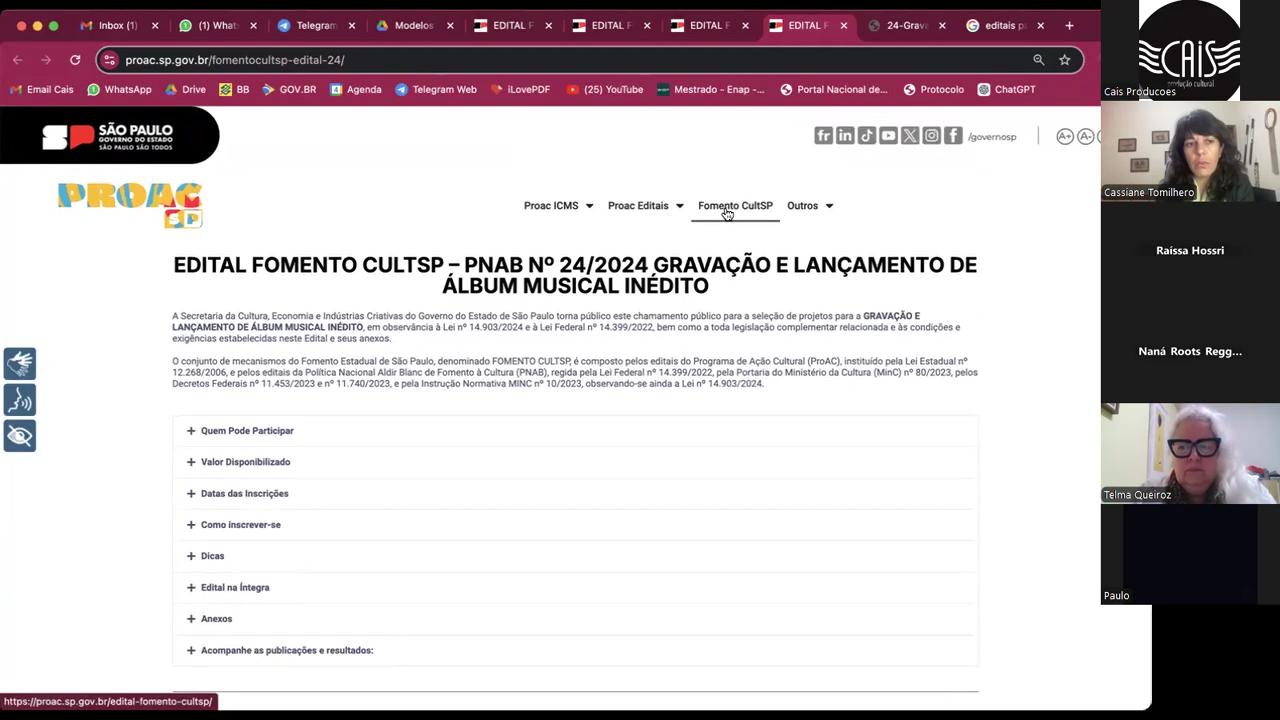 Inbox (1)
(1) What:
Telegram
Modelos
EDITAL F
EDITAL F
EDITAL F
EDITAL F
24-Grava
editais p
proac.sp.gov.br/fomentocultsp-edital-24/
Email Cais
WhatsApp
Drive
BB
GOV.BR
Agenda
Telegram Web
iLovePDF
(25) YouTube
Mestrado – Enap -...
Portal Nacional de...
Protocolo
ChatGPT
SÃO PAULO
GOVERNO DO ESTADO
SÃO PAULO SÃO TODOS
/governosp
A+
A-
PROAC
SP
Proac ICMS
Proac Editais
Fomento CultSP
Outros
EDITAL FOMENTO CULTSP – PNAB Nº 24/2024 GRAVAÇÃO E LANÇAMENTO DE
ÁLBUM MUSICAL INÉDITO
A Secretaria da Cultura, Economia e Indústrias Criativas do Governo do Estado de São Paulo torna público este chamamento público para a seleção de projetos para a GRAVAÇÃO E
LANÇAMENTO DE ÁLBUM MUSICAL INÉDITO, em observância à Lei nº 14.903/2024 e à Lei Federal nº 14.399/2022, bem como a toda legislação complementar relacionada e às condições e
exigências estabelecidas neste Edital e seus anexos.
O conjunto de mecanismos do Fomento Estadual de São Paulo, denominado FOMENTO CULTSP, é composto pelos editais do Programa de Ação Cultural (ProAC), instituído pela Lei Estadual nº
12.268/2006, e pelos editais da Política Nacional Aldir Blanc de Fomento à Cultura (PNAB), regida pela Lei Federal nº 14.399/2022, pela Portaria do Ministério da Cultura (MinC) nº 80/2023, pelos
Decretos Federais nº 11.453/2023 e nº 11.740/2023, e pela Instrução Normativa MINC nº 10/2023, observando-se ainda a Lei nº 14.903/2024.
+ Quem Pode Participar
+ Valor Disponibilizado
+ Datas das Inscrições
+ Como inscrever-se
+ Dicas
+ Edital na Íntegra
+ Anexos
+ Acompanhe as publicações e resultados:
https://proac.sp.gov.br/edital-fomento-cultsp/
CAIS
produção cultural
Cais Producoes
Cassiane Tomilhero
Raíssa Hossri
Naná Roots Regg...
Telma Queiroz
Paulo